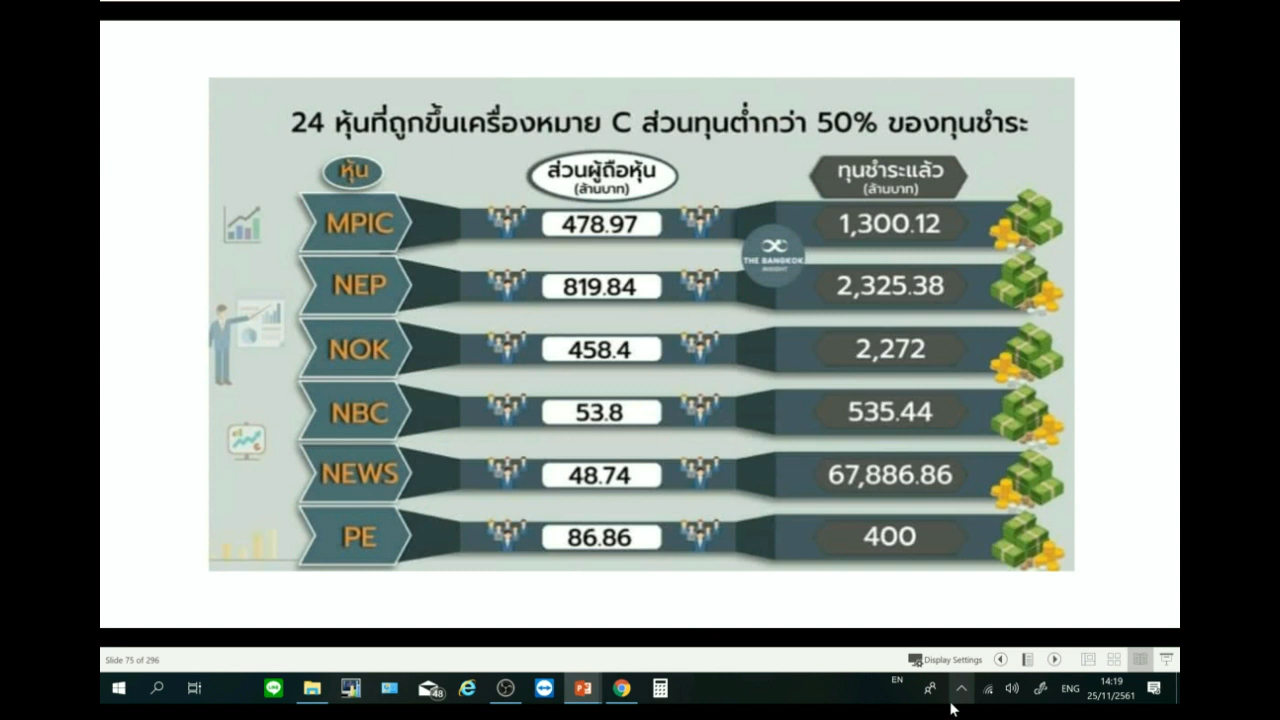 24 หุ้นที่ถูกขึ้นเครื่องหมาย C ส่วนทุนต่ำกว่า 50% ของทุนชำระ
หุ้น ส่วนผู้ถือหุ้น ทุนชำระแล้ว
(ล้านบาท) (ล้านบาท)
MPIC 478.97 1,300.12
THE BANGKOK
INSIGHT
NEP 819.84 2,325.38
NOK 458.4 2,272
NBC 53.8 535.44
NEWS 48.74 67,886.86
PE 86.86 400
Slide 75 of 296 Display Settings
LINE 48 EN ENG 14:19
25/11/2561